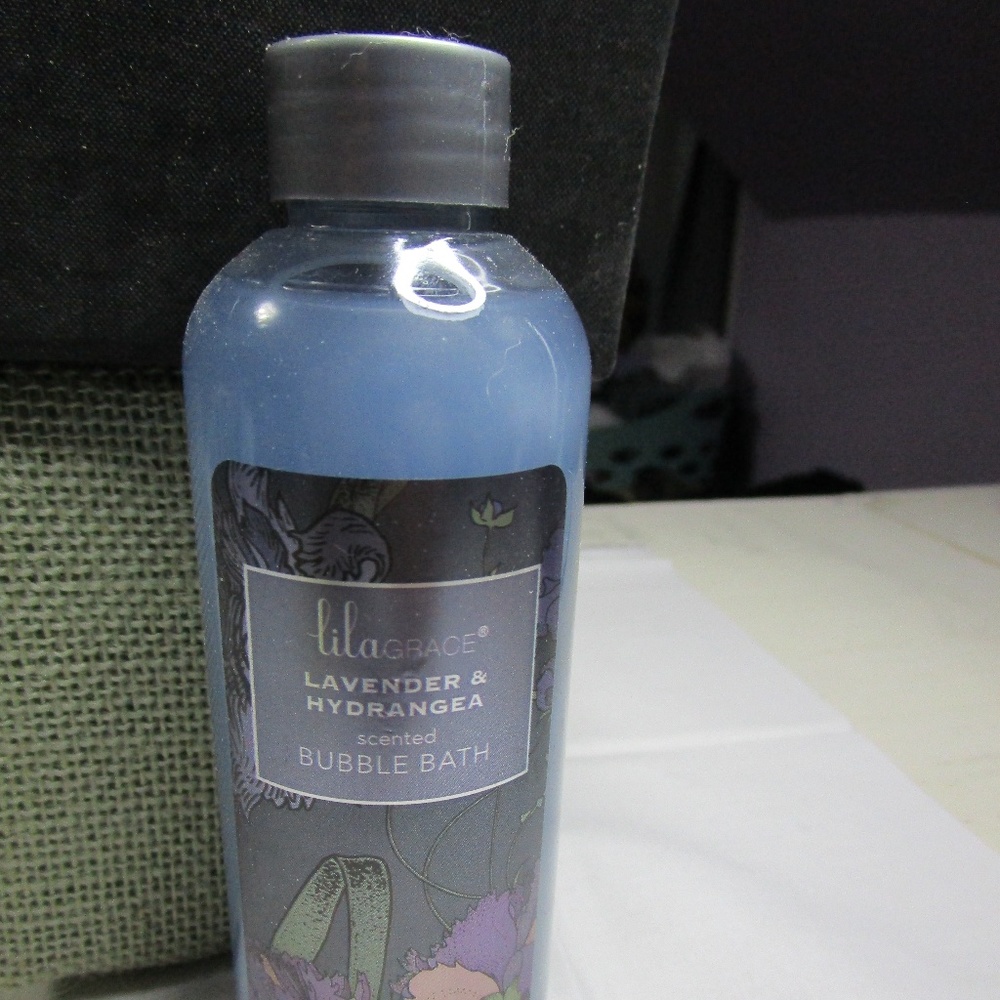 lilaGRACE®
LAVENDER &
HYDRANGEA
scented
BUBBLE BATH